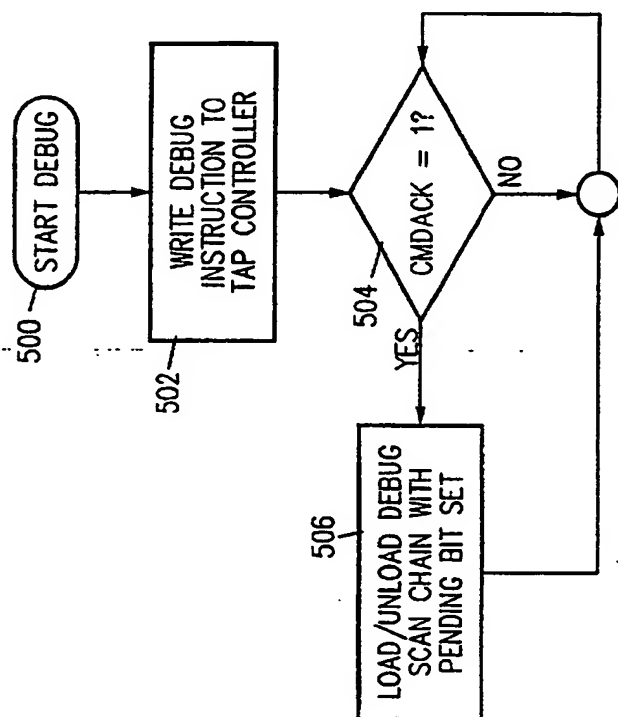 START DEBUG
500
WRITE DEBUG
INSTRUCTION TO
TAP CONTROLLER
502
CMDACK = 1?
504
YES
NO
506
LOAD/UNLOAD DEBUG
SCAN CHAIN WITH
PENDING BIT SET